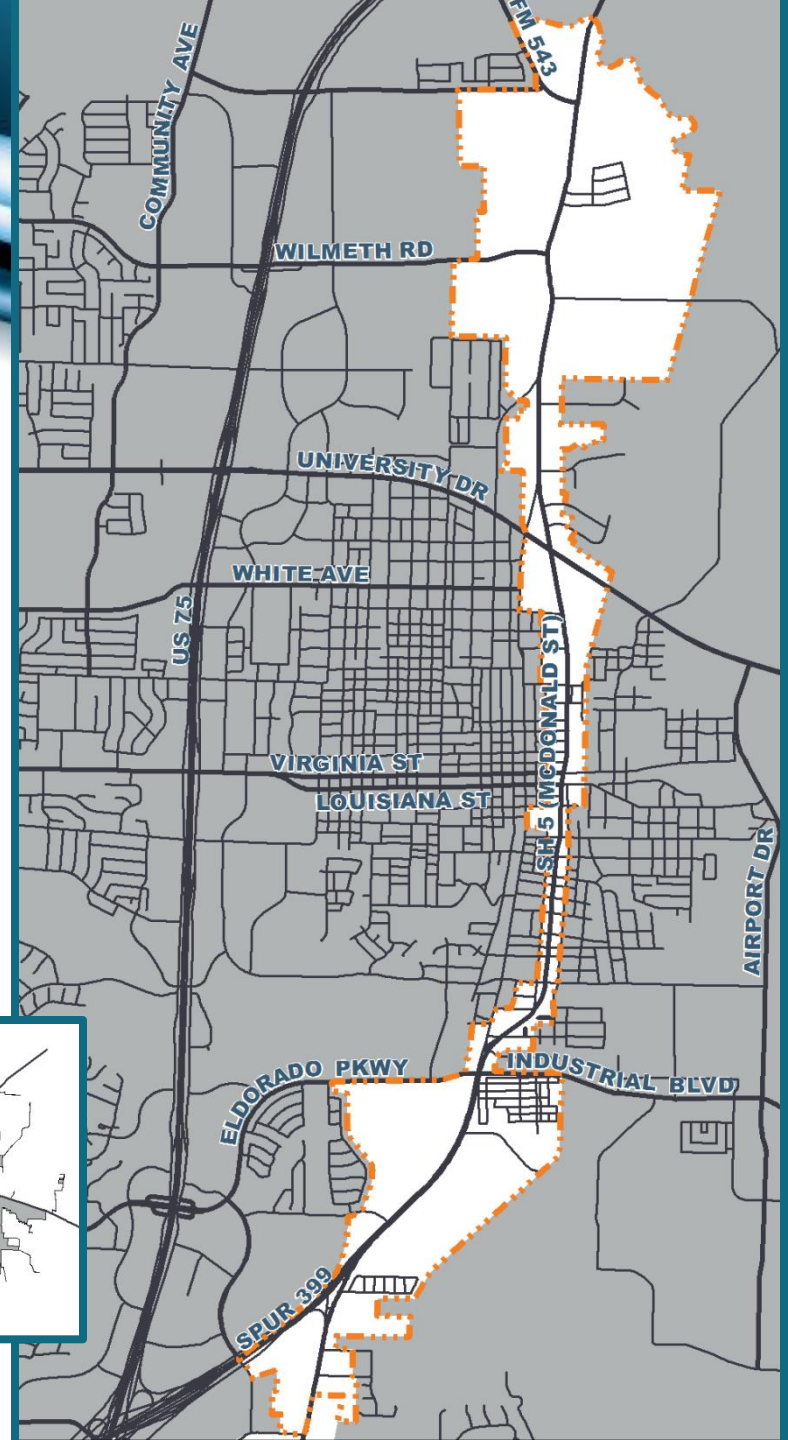 FM 543
COMMUNITY AVE
WILMETH RD
UNIVERSITY DR
WHITE AVE
US 75
SH 5 (MCDONALD ST)
VIRGINIA ST
LOUISIANA ST
AIRPORT DR
ELDORADO PKWY
INDUSTRIAL BLVD
SPUR 399